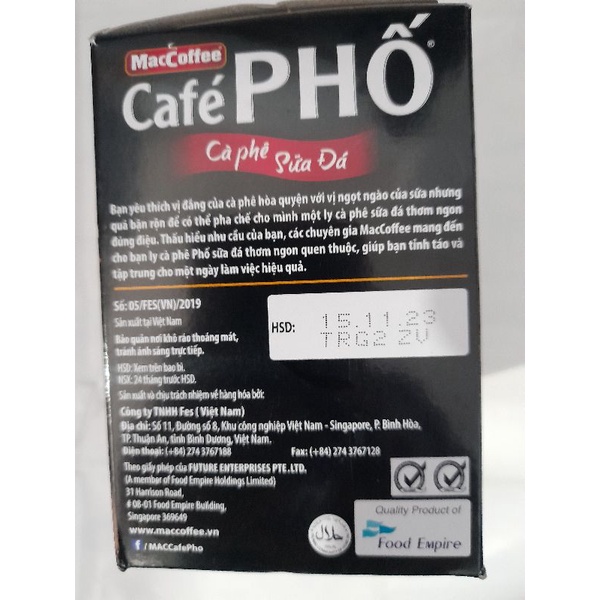 MacCoffee
Café PHỐ®
Cà phê Sữa Đá
Bạn yêu thích vị đắng của cà phê hòa quyện với vị ngọt ngào của sữa nhưng
quá bận rộn để có thể pha chế cho mình một ly cà phê sữa đá thơm ngon
đúng điệu. Thấu hiểu nhu cầu của bạn, các chuyên gia MacCoffee mang đến
cho bạn ly cà phê Phố sữa đá thơm ngon quen thuộc, giúp bạn tỉnh táo và
tập trung cho một ngày làm việc hiệu quả.
Số: 05/FES(VN)/2019
Sản xuất tại Việt Nam
Bảo quản nơi khô ráo thoáng mát,
tránh ánh sáng trực tiếp.
HSD: Xem trên bao bì.
NSX: 24 tháng trước HSD.
HSD: 15.11.23
TRG2 ZV
Sản xuất và chịu trách nhiệm về hàng hóa bởi:
Công ty TNHH Fes ( Việt Nam)
Địa chỉ: Số 11, Đường số 8, Khu công nghiệp Việt Nam - Singapore, P. Bình Hòa,
TP. Thuận An, tỉnh Bình Dương, Việt Nam.
Điện thoại: (+84) 274 3767188 Fax: (+84) 274 3767128
Theo giấy phép của FUTURE ENTERPRISES PTE. LTD.
(A member of Food Empire Holdings Limited)
31 Harrison Road,
# 08-01 Food Empire Building,
Singapore 369649
www.maccoffee.vn
f /MACCafePho
حلال
Quality Product of
Food Empire